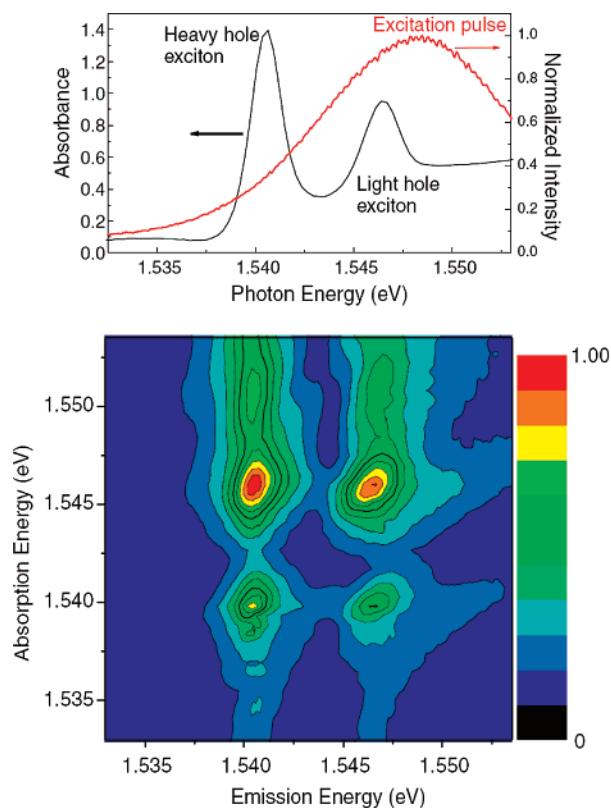 Excitation pulse
Heavy hole
exciton
Light hole
exciton
Absorbance
1.4
1.2
1.0
0.8
0.6
0.4
0.2
0.0
1.0
0.8
0.6
0.4
0.2
0.0
Normalized Intensity
1.535 1.540 1.545 1.550
Photon Energy (eV)
Absorption Energy (eV)
1.550
1.545
1.540
1.535
1.535 1.540 1.545 1.550
Emission Energy (eV)
1.00
0